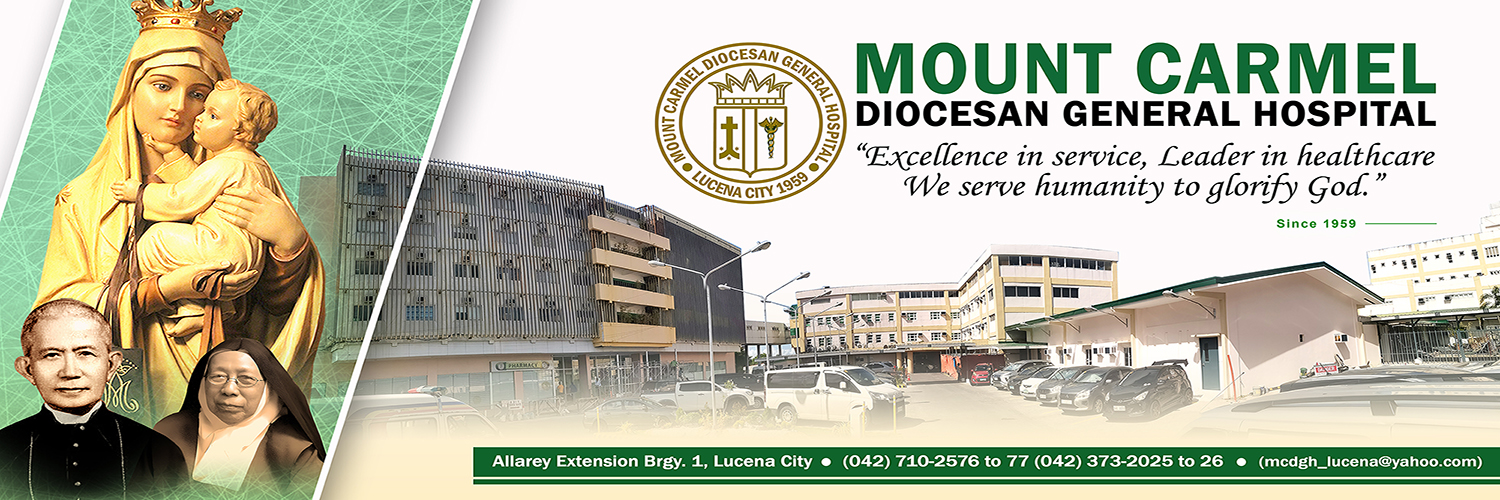 MOUNT CARMEL DIOCESAN GENERAL HOSPITAL
LUCENA CITY 1959
MOUNT CARMEL
DIOCESAN GENERAL HOSPITAL
“Excellence in service, Leader in healthcare
We serve humanity to glorify God.”
Since 1959
PHARMACY
Allarey Extension Brgy. 1, Lucena City ● (042) 710-2576 to 77 (042) 373-2025 to 26 ● (mcdgh_lucena@yahoo.com)